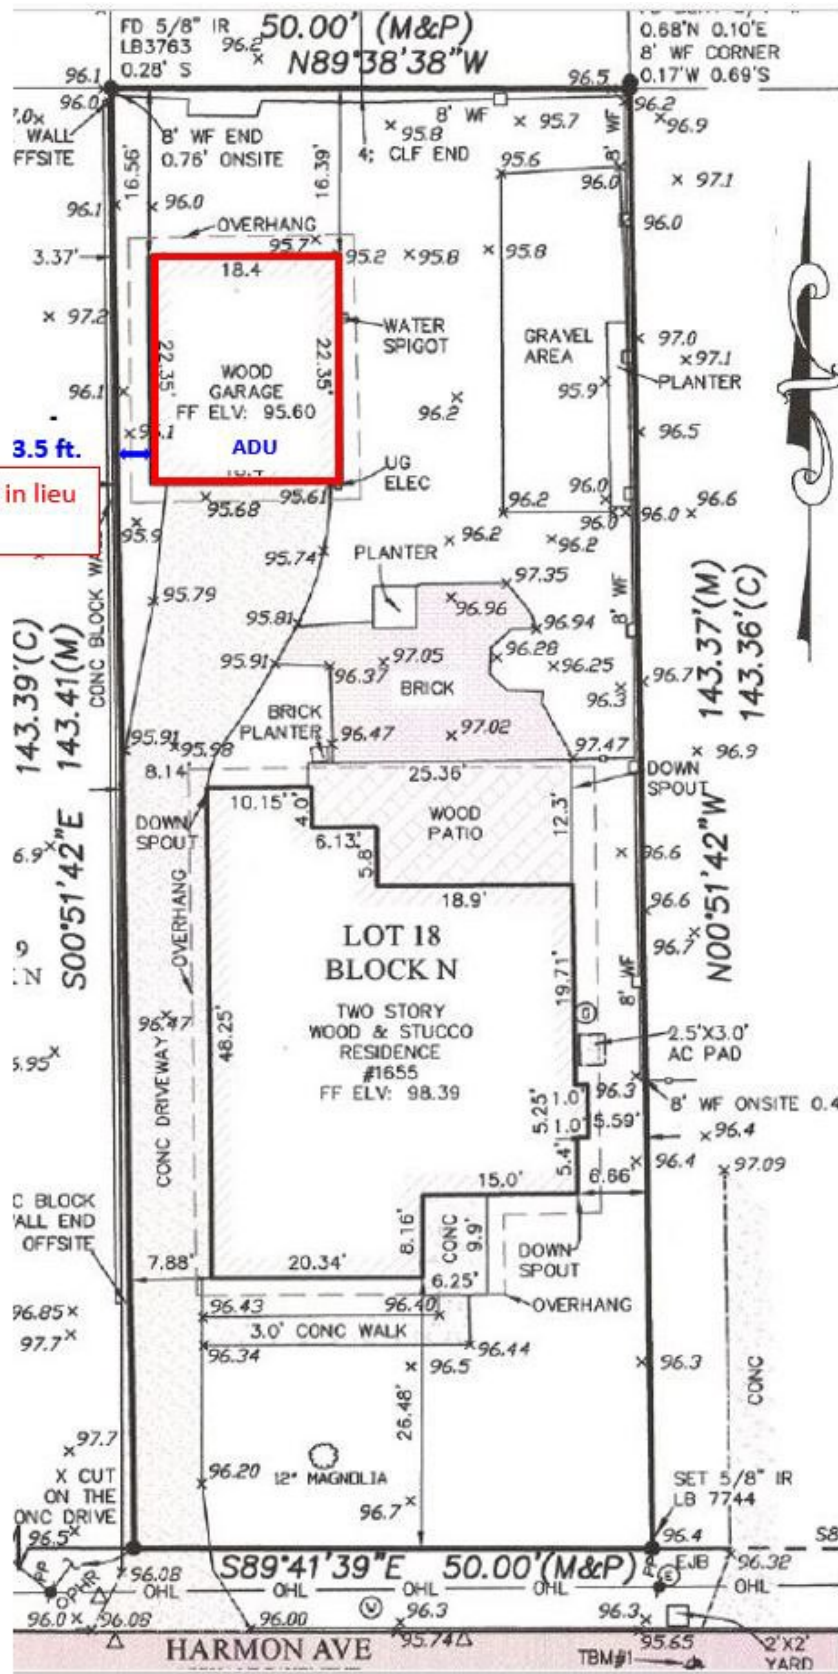 FD 5/8" IR
LB3763
0.28' S
50.00' (M&P)
N89°38'38"W
96.2
0.68'N 0.10'E
8' WF CORNER
0.17'W 0.69'S
96.1
96.5
96.0
96.2
96.9
WALL
FFSITE
8' WF END
0.76' ONSITE
8' WF
95.8
95.7
4; CLF END
95.6
8' WF
96.0
97.1
16.56'
16.39'
96.1
96.0
OVERHANG
95.7
95.2
95.8
95.8
96.0
3.37'
18.4
97.2
WATER
SPIGOT
GRAVEL
AREA
97.0
97.1
PLANTER
22.35'
22.35'
WOOD
GARAGE
FF ELV: 95.60
96.1
96.2
95.9
3.5 ft.
ADU
96.5
in lieu
UG
ELEC
95.68
95.61
96.2
96.0
96.0
96.0
96.6
95.9
95.74
96.2
96.2
PLANTER
97.35
95.79
96.96
95.81
96.94
8' WF
95.91
96.37
97.05
96.28
96.25
BRICK
96.3
96.7
143.39'(C)
143.41(M)
S00°51'42"E
143.37'(M)
143.36'(C)
N00°51'42"W
BRICK
PLANTER
96.47
97.02
95.91
95.98
97.47
96.9
8.14'
25.36'
DOWN
SPOUT
10.15'
4.0'
DOWN
SPOUT
WOOD
PATIO
12.3'
6.13'
5.8
6.9
96.6
18.9'
96.6
96.7
OVERHANG
LOT 18
BLOCK N
19.71'
8' WF
TWO STORY
WOOD & STUCCO
RESIDENCE
#1655
FF ELV: 98.39
48.25'
96.47
2.5'X3.0'
AC PAD
CONC DRIVEWAY
1.0'
96.3
5.25'
8' WF ONSITE 0.4
1.0'
5.59'
96.4
5.4'
96.4
97.09
15.0'
6.66'
C BLOCK
ALL END
OFFSITE
8.16'
CONC
9.9'
DOWN
SPOUT
7.88'
20.34'
6.25'
OVERHANG
96.85
96.43
96.40
97.7
3.0' CONC WALK
96.34
96.44
96.5
96.3
CONC
26.48'
97.7
96.20
12" MAGNOLIA
96.7
X CUT
ON THE
ONC DRIVE
SET 5/8" IR
LB 7744
96.5
96.4
S8
PP
OPHR
96.08
S89°41'39"E 50.00'(M&P)
EJB
96.32
OHL
OHL
OHL
OHL
OHL
96.0
96.08
96.00
96.3
96.3
HARMON AVE
95.74
95.65
TBM#1
2'X2'
YARD